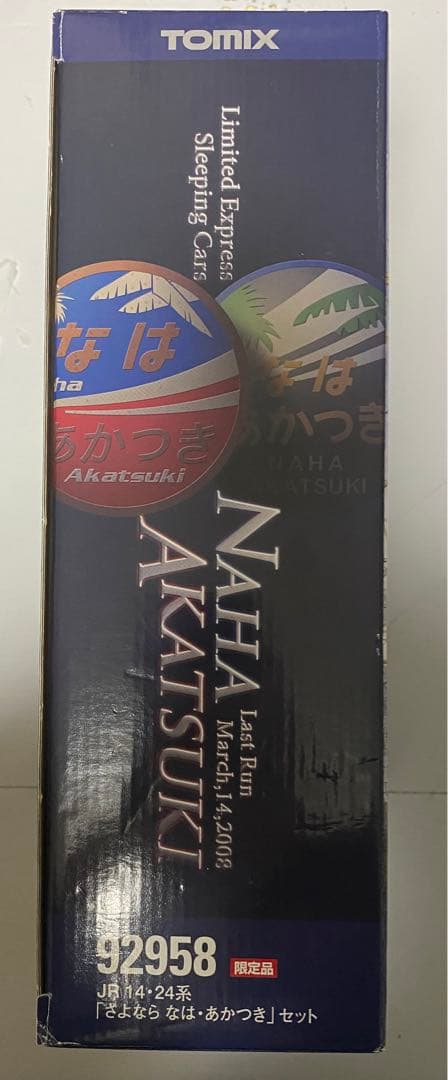 TOMIX
Limited Express
Sleeping Cars
なは
ha
あかつき
Akatsuki
なは
あかつき
NAHA
AKATSUKI
NAHA
AKATSUKI
Last Run
March,14,2008
92958 限定品
JR 14・24系
「さよなら なは・あかつき」セット